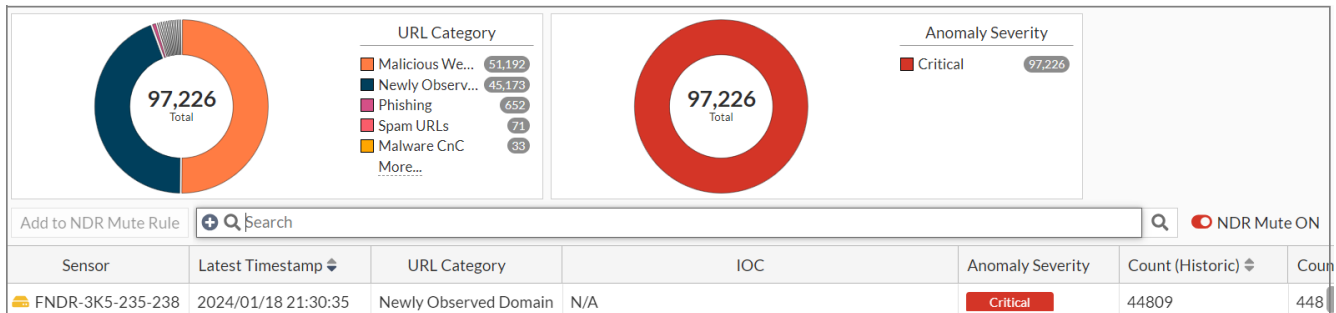 URL Category
97,226
Total
Malicious We... 51,192
Newly Observ... 45,173
Phishing 652
Spam URLs 71
Malware CnC 33
More...
Anomaly Severity
97,226
Total
Critical 97,226
Add to NDR Mute Rule Search NDR Mute ON
Sensor Latest Timestamp URL Category IOC Anomaly Severity Count (Historic) Coun
FNDR-3K5-235-238 2024/01/18 21:30:35 Newly Observed Domain N/A Critical 44809 448